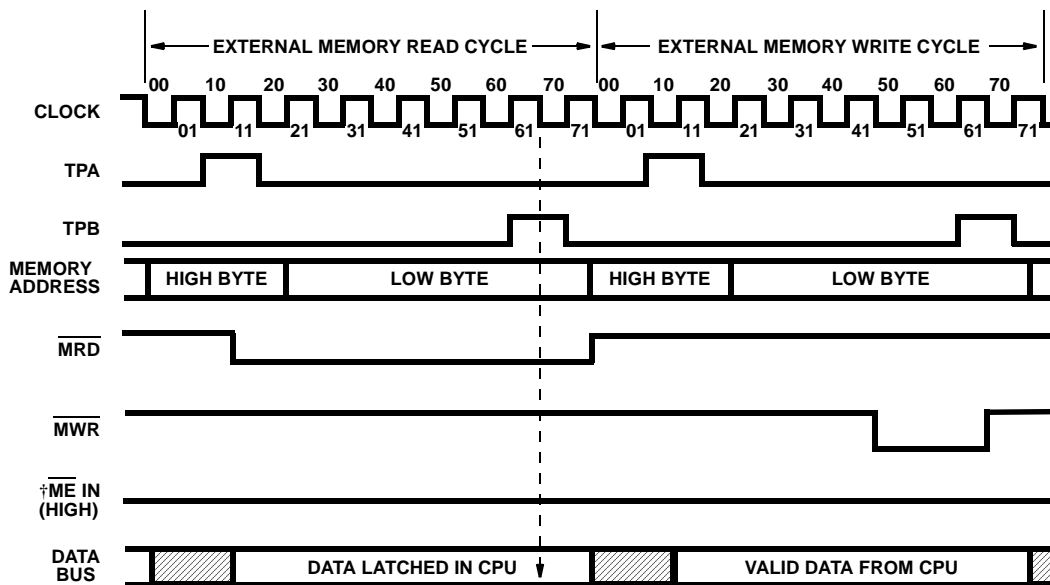 EXTERNAL MEMORY READ CYCLE EXTERNAL MEMORY WRITE CYCLE
00 10 20 30 40 50 60 70 00 10 20 30 40 50 60 70
CLOCK
01 11 21 31 41 51 61 71 01 11 21 31 41 51 61 71
TPA
TPB
MEMORY
ADDRESS
HIGH BYTE LOW BYTE HIGH BYTE LOW BYTE
MRD
MWR
†ME IN
(HIGH)
DATA
BUS
DATA LATCHED IN CPU VALID DATA FROM CPU